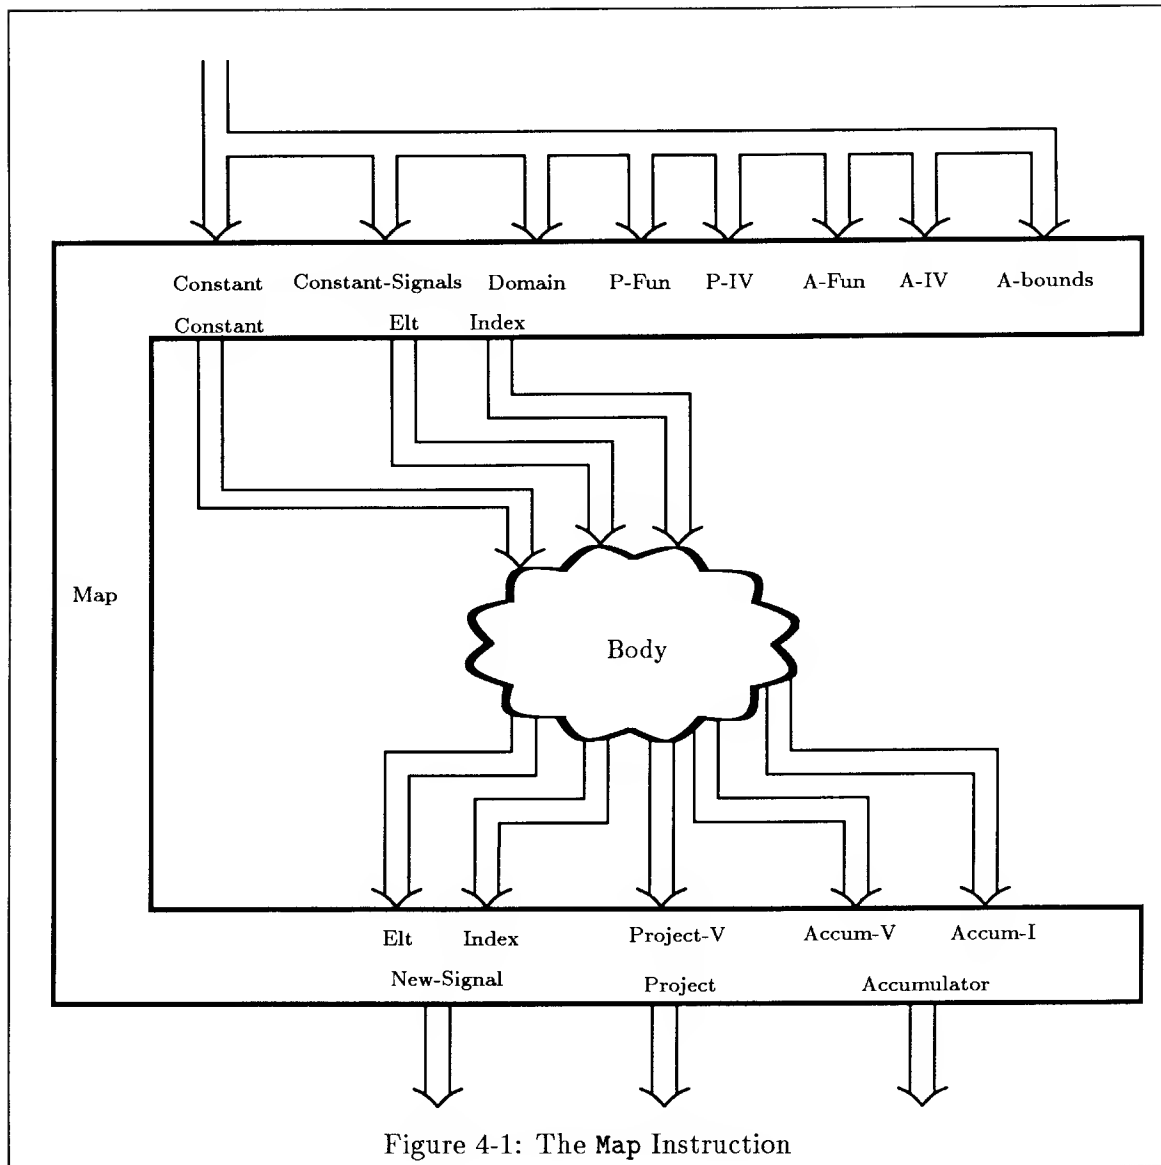 Constant Constant-Signals Domain P-Fun P-IV A-Fun A-IV A-bounds
Constant Elt Index
Map
Body
Elt Index Project-V Accum-V Accum-I
New-Signal Project Accumulator
Figure 4-1: The Map Instruction